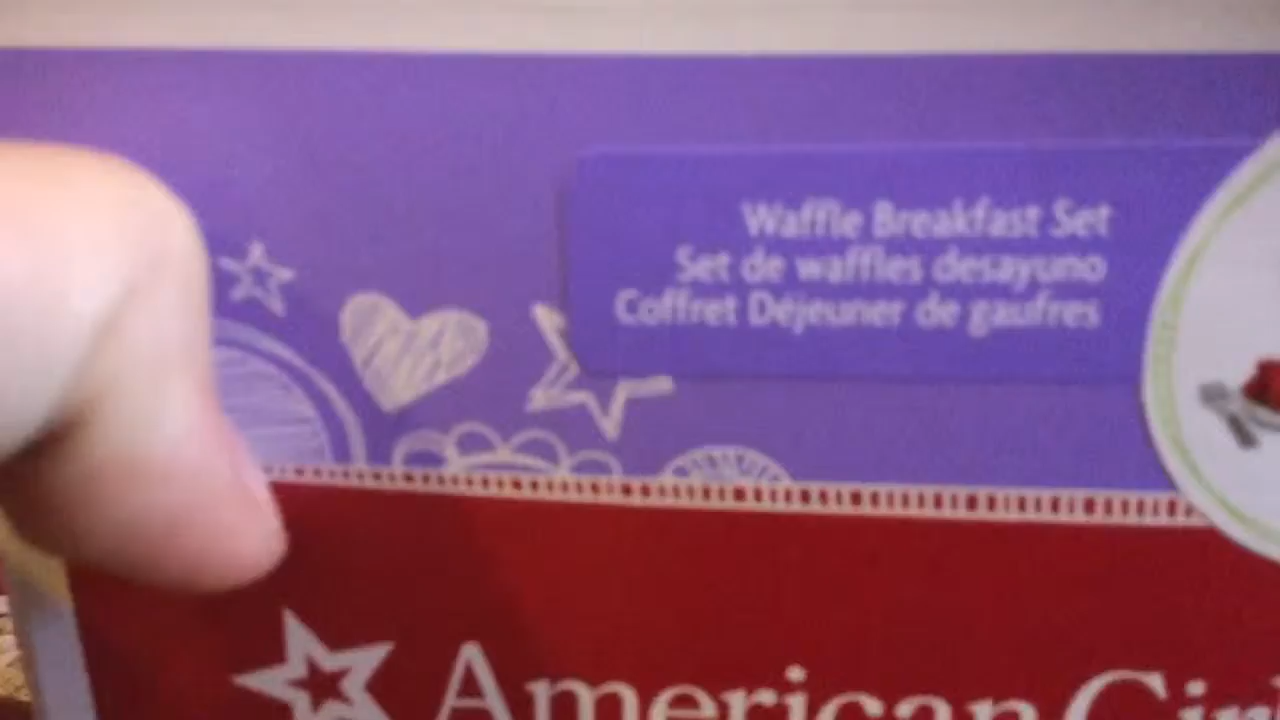 Waffle Breakfast Set
Set de waffles desayuno
Coffret Déjeuner de gaufres
American Girl